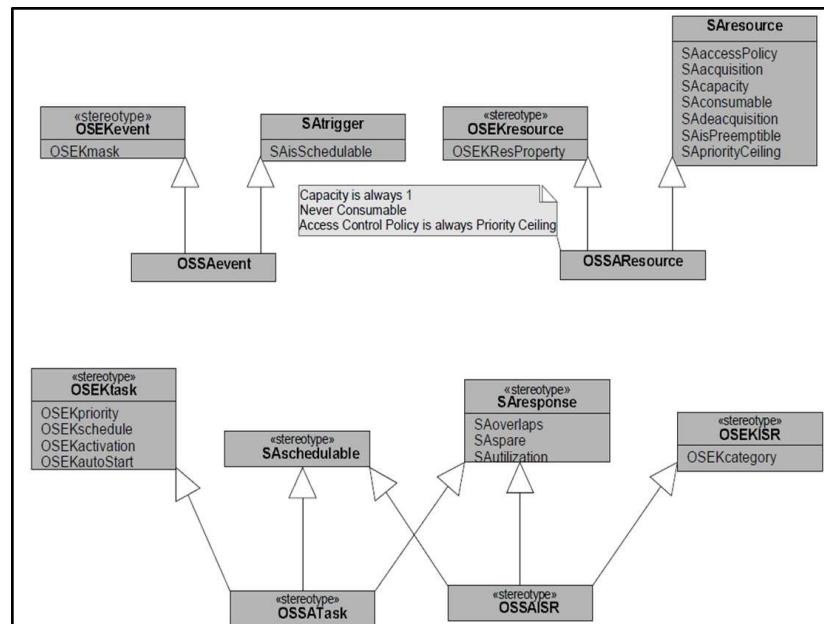 SAresource
SAaccessPolicy
SAacquisition
SAcapacity
SAconsumable
SAdeacquisition
SAisPreemptible
SApriorityCeiling
«stereotype»
OSEKevent
OSEKmask
SAtrigger
SAisSchedulable
«stereotype»
OSEKresource
OSEKResProperty
Capacity is always 1
Never Consumable
Access Control Policy is always Priority Ceiling
OSSAevent
OSSAResource
«stereotype»
OSEKtask
OSEKpriority
OSEKschedule
OSEKactivation
OSEKautoStart
«stereotype»
SAschedulable
«stereotype»
SAresponse
SAoverlaps
SAspare
SAutilization
«stereotype»
OSEKISR
OSEKcategory
«stereotype»
OSSATask
«stereotype»
OSSAISR